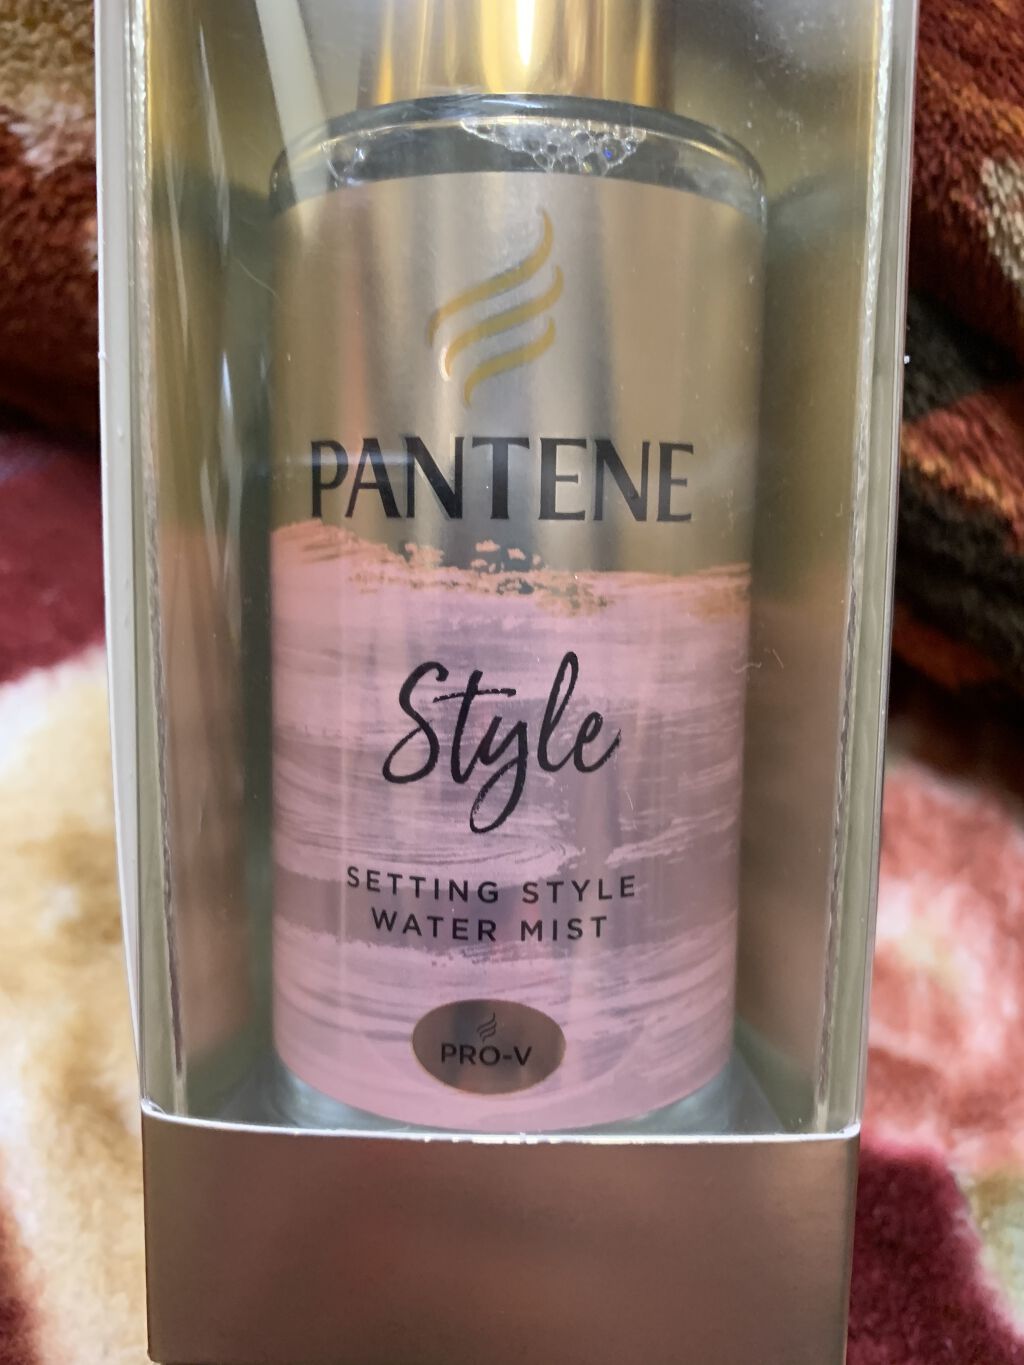 PANTENE
Style
SETTING STYLE
WATER MIST
PRO-V